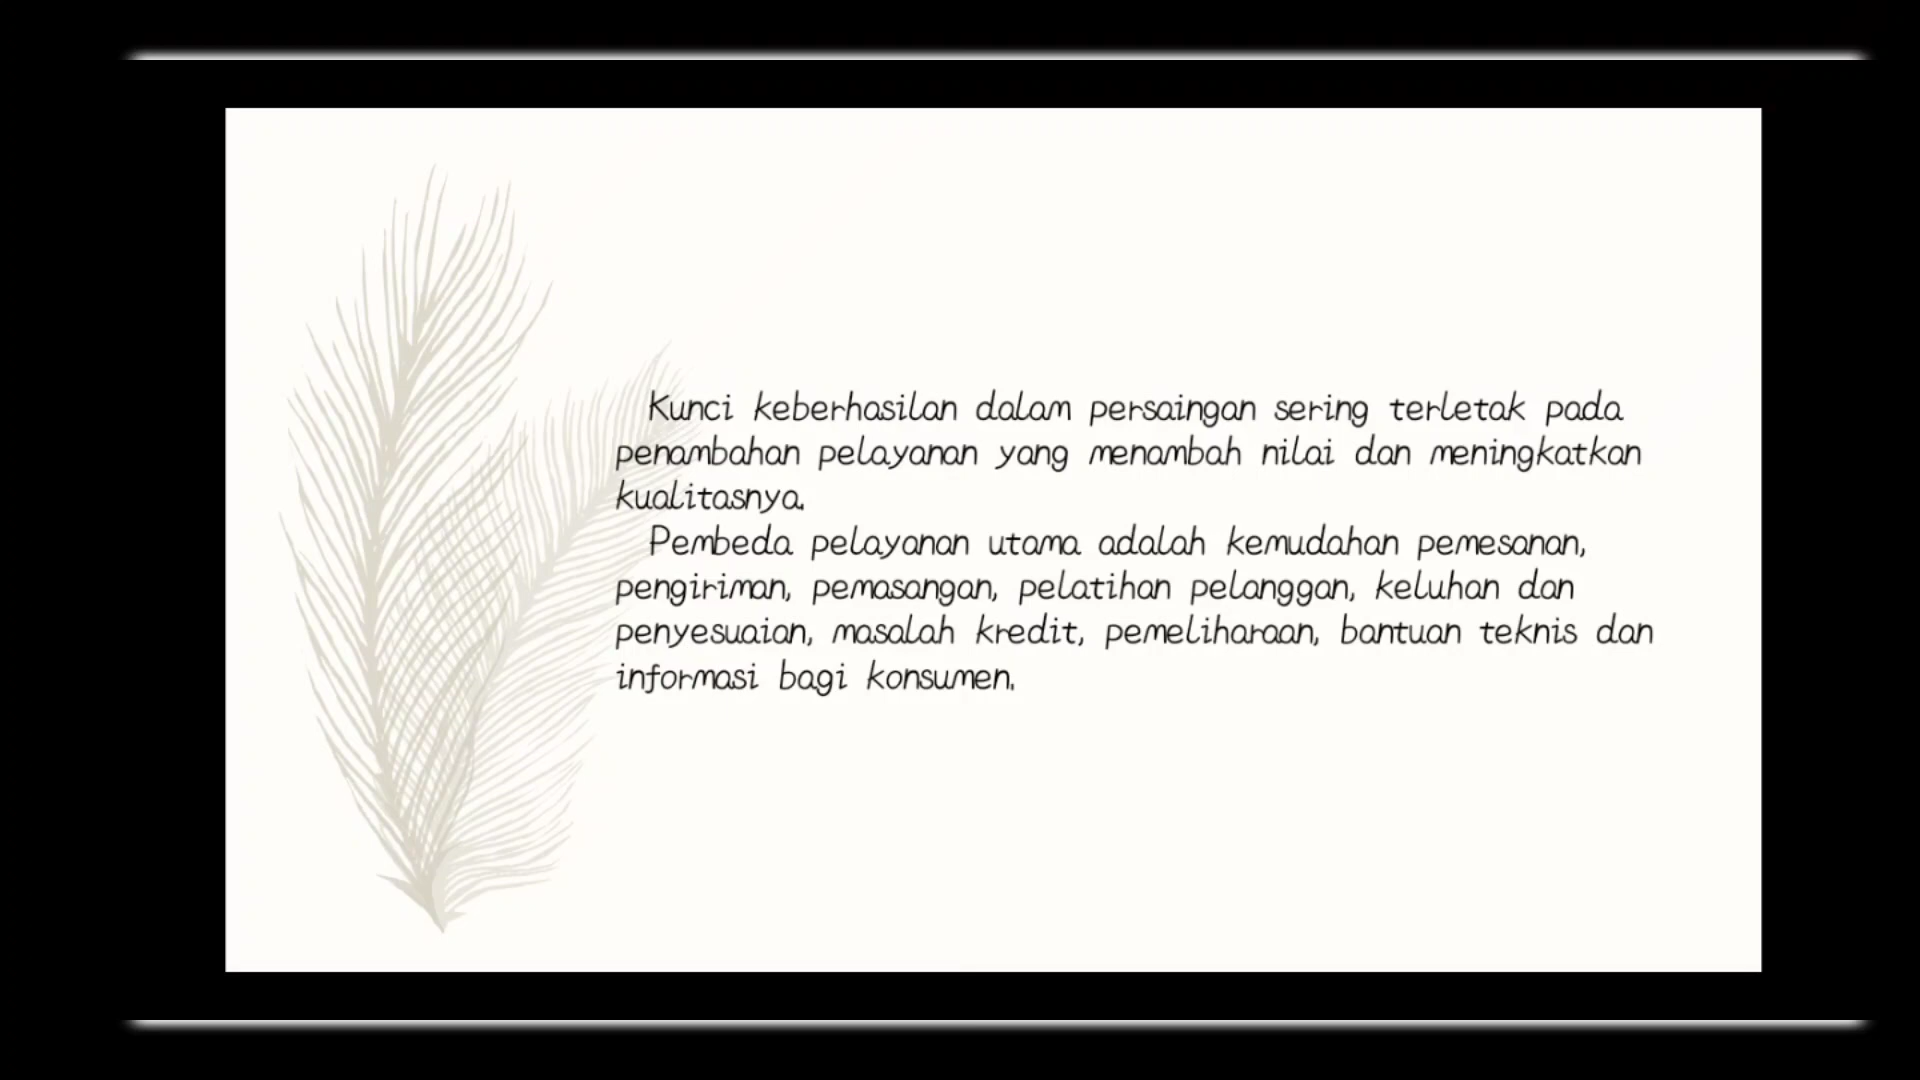 Kunci keberhasilan dalam persaingan sering terletak pada
penambahan pelayanan yang menambah nilai dan meningkatkan
kualitasnya.
Pembeda pelayanan utama adalah kemudahan pemesanan,
pengiriman, pemasangan, pelatihan pelanggan, keluhan dan
penyesuaian, masalah kredit, pemeliharaan, bantuan teknis dan
informasi bagi konsumen.